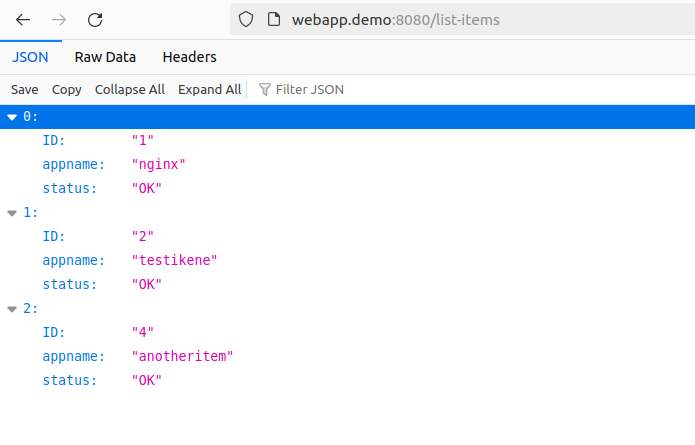 webapp.demo:8080/list-items
JSON Raw Data Headers
Save Copy Collapse All Expand All Filter JSON
0:
ID: "1"
appname: "nginx"
status: "OK"
1:
ID: "2"
appname: "testikene"
status: "OK"
2:
ID: "4"
appname: "anotheritem"
status: "OK"